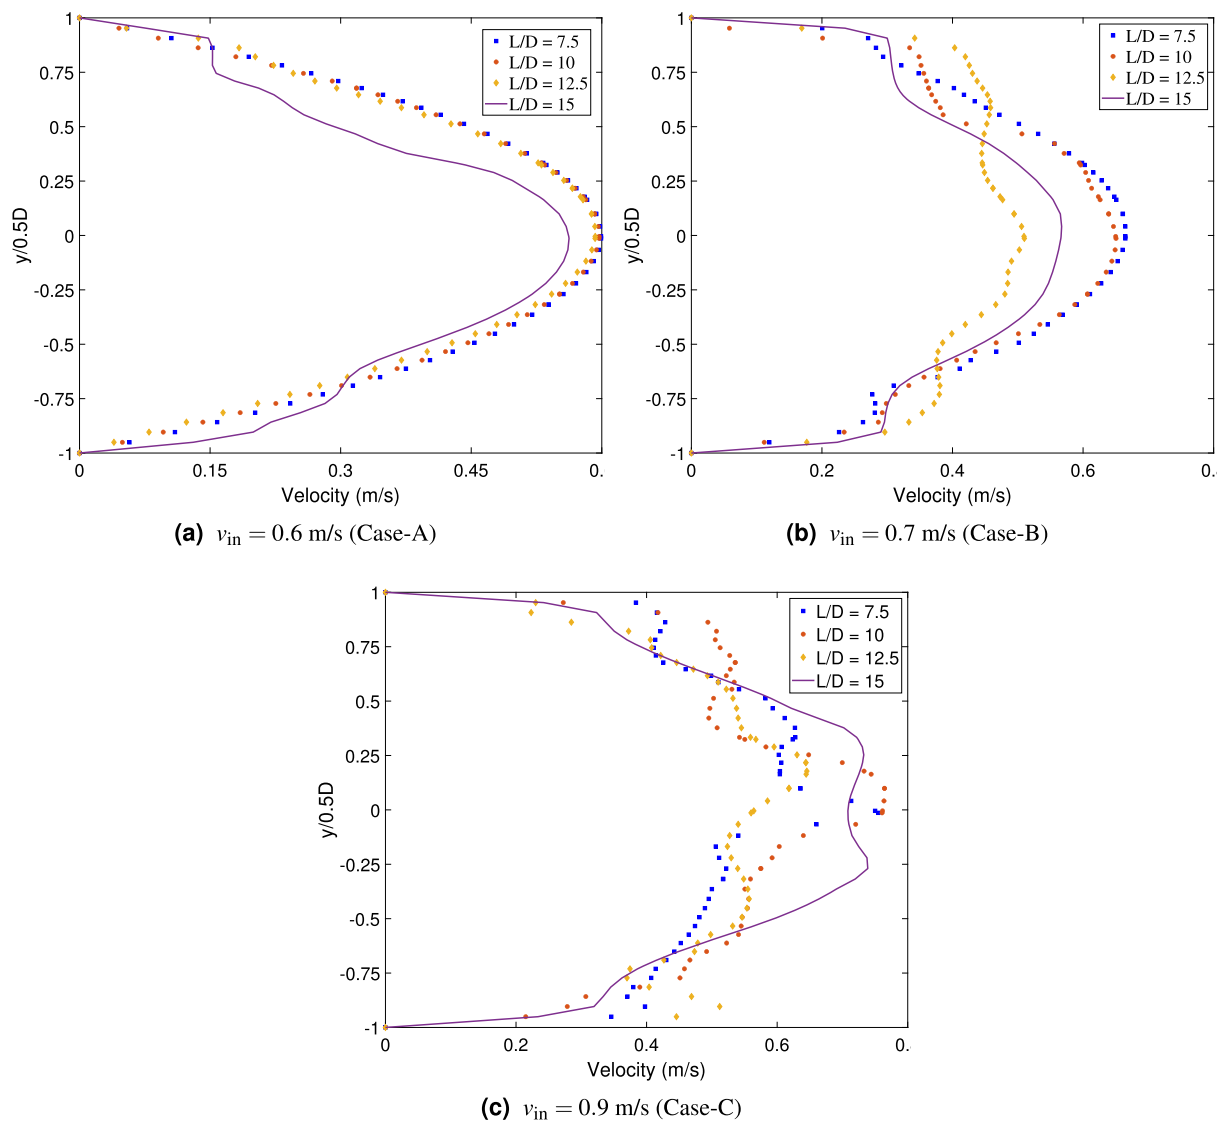 1
0.75
0.5
0.25
0
-0.25
-0.5
-0.75
-1
y/0.5D
L/D = 7.5
L/D = 10
L/D = 12.5
L/D = 15
0 0.15 0.3 0.45 0.
Velocity (m/s)
(a) v_in = 0.6 m/s (Case-A)
1
0.75
0.5
0.25
0
-0.25
-0.5
-0.75
-1
y/0.5D
L/D = 7.5
L/D = 10
L/D = 12.5
L/D = 15
0 0.2 0.4 0.6 0.8
Velocity (m/s)
(b) v_in = 0.7 m/s (Case-B)
1
0.75
0.5
0.25
0
-0.25
-0.5
-0.75
-1
y/0.5D
L/D = 7.5
L/D = 10
L/D = 12.5
L/D = 15
0 0.2 0.4 0.6 0.
Velocity (m/s)
(c) v_in = 0.9 m/s (Case-C)